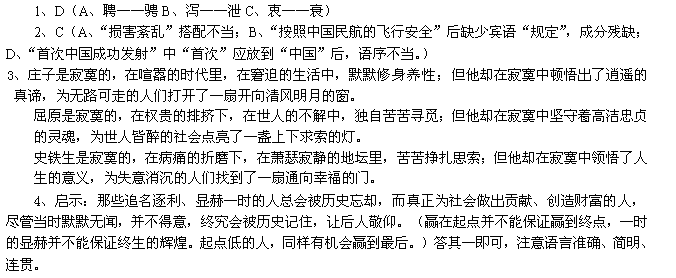 1、D（A、聘——骋B、泻——泄C、衷——衰）
2、C（A、“损害紊乱”搭配不当；B、“按照中国民航的飞行安全”后缺少宾语“规定”，成分残缺；
D、“首次中国成功发射”中“首次”应放到“中国”后，语序不当。）
3、庄子是寂寞的，在喧嚣的时代里，在窘迫的生活中，默默修身养性；但他却在寂寞中顿悟出了逍遥的
真谛，为无路可走的人们打开了一扇开向清风明月的窗。
屈原是寂寞的，在权贵的排挤下，在世人的不解中，独自苦苦寻觅；但他却在寂寞中坚守着高洁忠贞
的灵魂，为世人皆醉的社会点亮了一盏上下求索的灯。
史铁生是寂寞的，在病痛的折磨下，在萧瑟寂静的地坛里，苦苦挣扎思索；但他却在寂寞中领悟了人
生的意义，为失意消沉的人们找到了一扇通向幸福的门。
4、启示：那些追名逐利、显赫一时的人总会被历史忘却，而真正为社会做出贡献、创造财富的人，
尽管当时默默无闻，并不得意，终究会被历史记住，让后人敬仰。（赢在起点并不能保证赢到终点，一时
的显赫并不能保证终生的辉煌。起点低的人，同样有机会赢到最后。）答其一即可，注意语言准确、简明、
连贯。